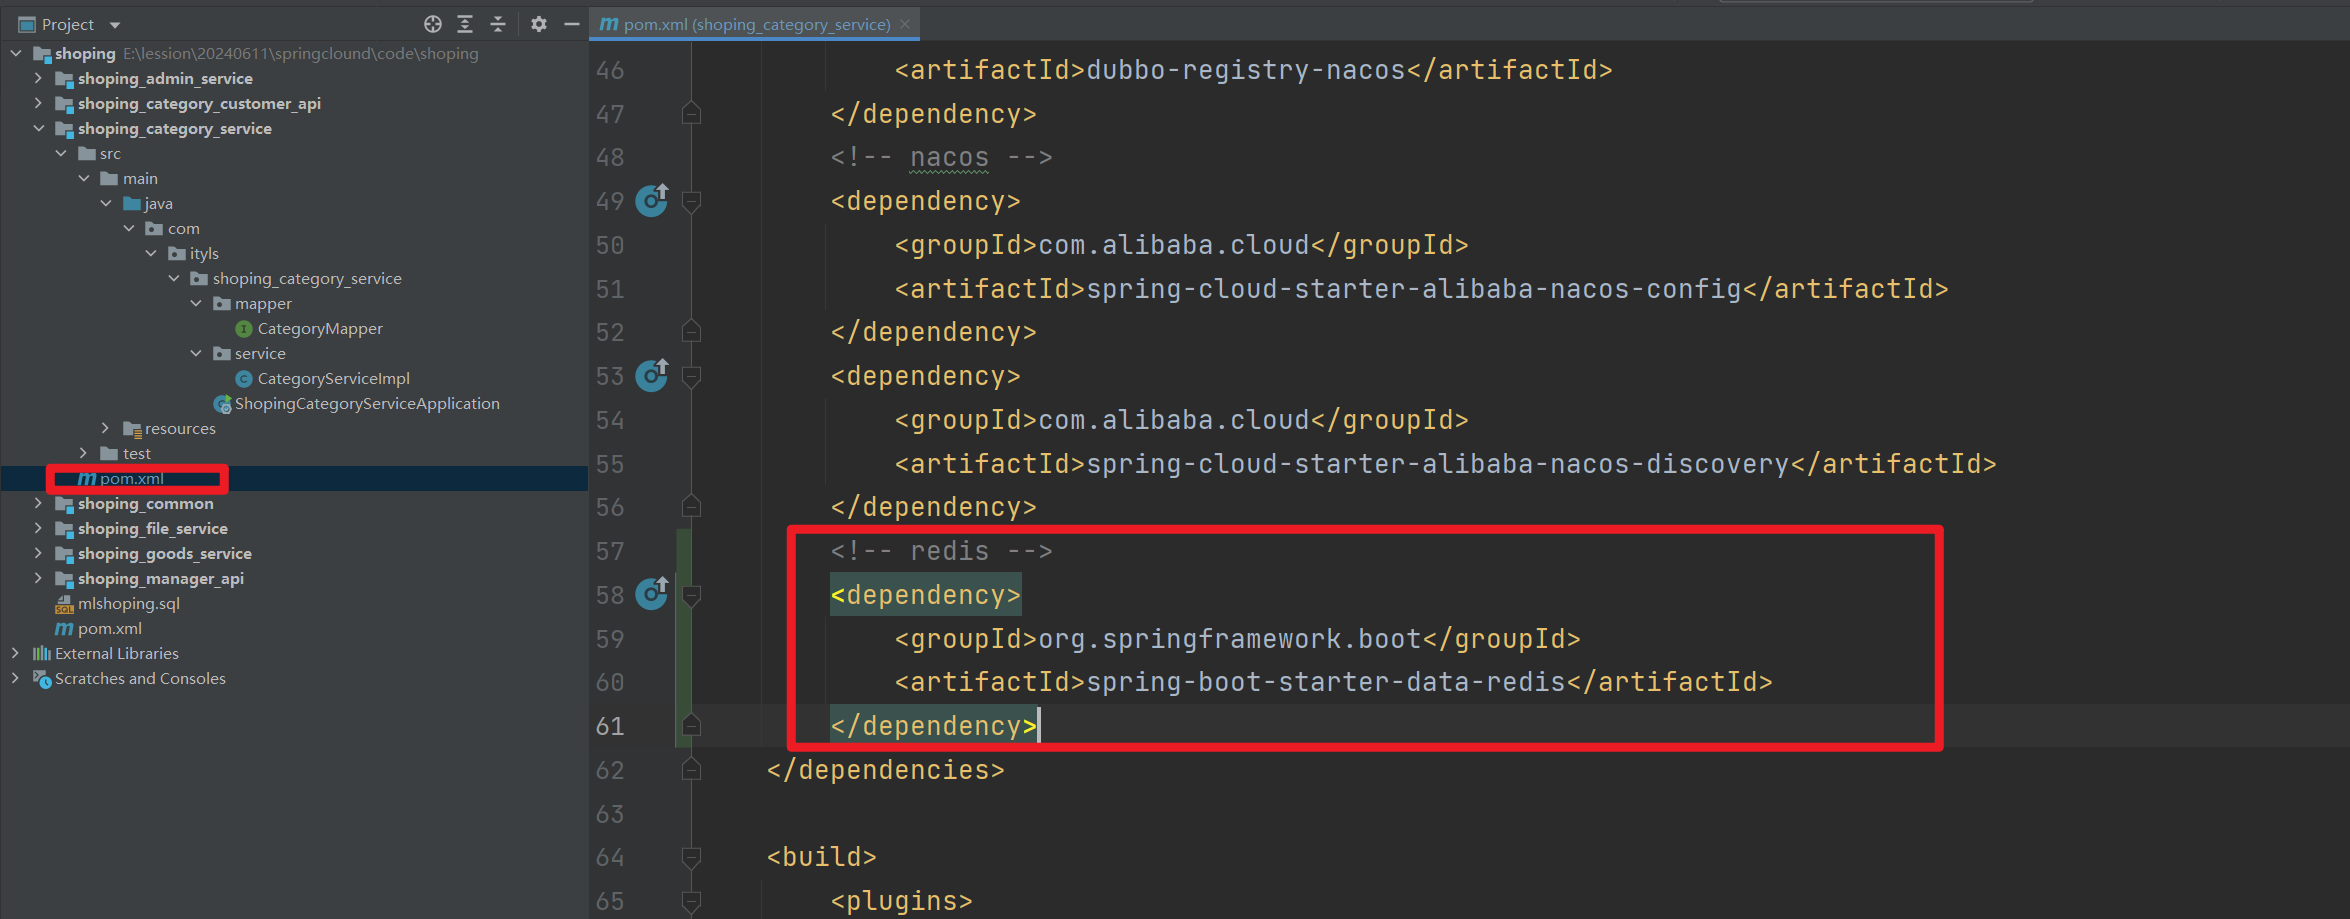 Project
shoping E:\lession\20240611\springclound\code\shoping
shoping_admin_service
shoping_category_customer_api
shoping_category_service
src
main
java
com
ityls
shoping_category_service
mapper
CategoryMapper
service
CategoryServiceImpl
ShopingCategoryServiceApplication
resources
test
pom.xml
shoping_common
shoping_file_service
shoping_goods_service
shoping_manager_api
mlshoping.sql
pom.xml
External Libraries
Scratches and Consoles
pom.xml (shoping_category_service)
46 <artifactId>dubbo-registry-nacos</artifactId>
47 </dependency>
48 <!-- nacos -->
49 <dependency>
50 <groupId>com.alibaba.cloud</groupId>
51 <artifactId>spring-cloud-starter-alibaba-nacos-config</artifactId>
52 </dependency>
53 <dependency>
54 <groupId>com.alibaba.cloud</groupId>
55 <artifactId>spring-cloud-starter-alibaba-nacos-discovery</artifactId>
56 </dependency>
57 <!-- redis -->
58 <dependency>
59 <groupId>org.springframework.boot</groupId>
60 <artifactId>spring-boot-starter-data-redis</artifactId>
61 </dependency>
62 </dependencies>
63
64 <build>
65 <plugins>